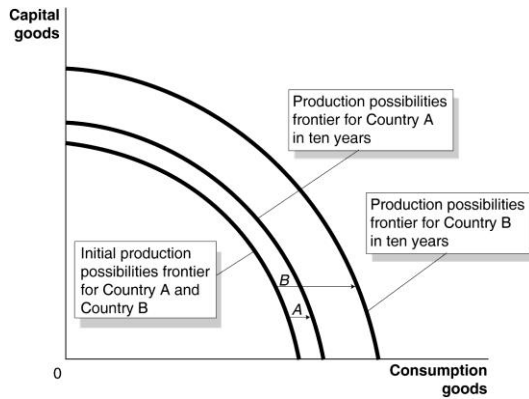 Capital
goods
Production possibilities
frontier for Country A
in ten years
Production possibilities
frontier for Country B
in ten years
Initial production
possibilities frontier
for Country A and
Country B
B
A
0
Consumption
goods